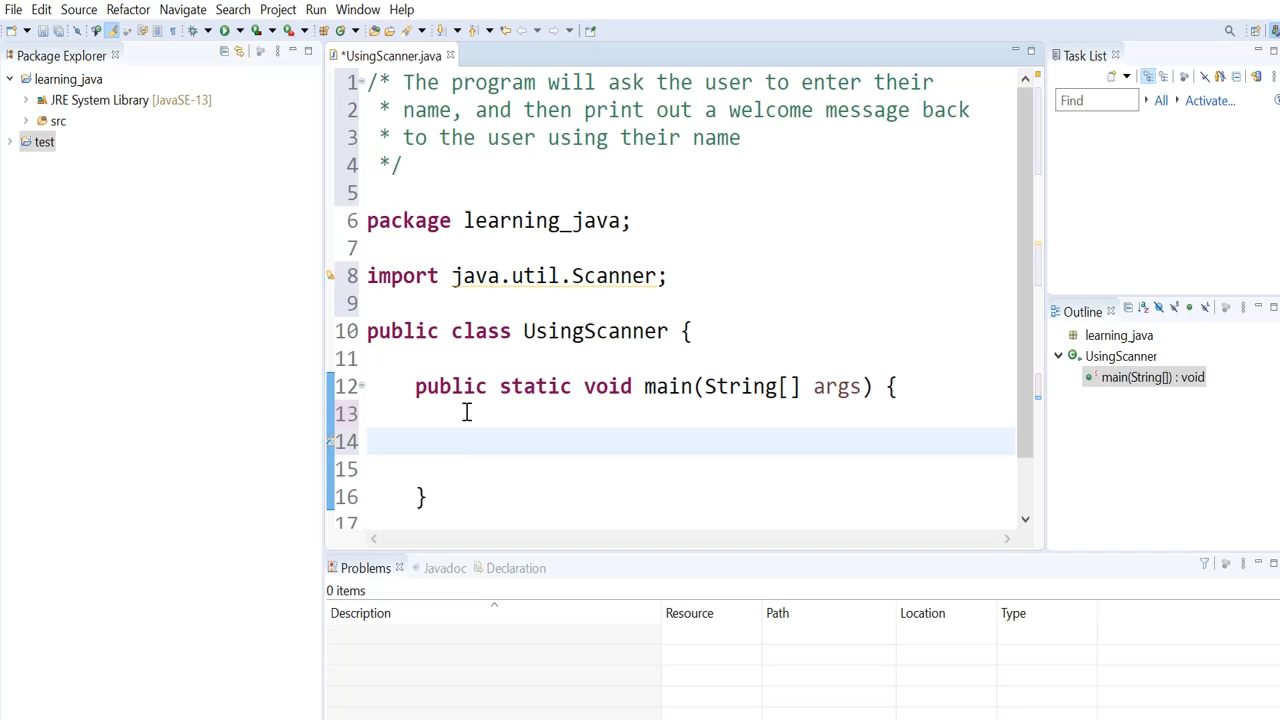 File Edit Source Refactor Navigate Search Project Run Window Help
Package Explorer
learning_java
JRE System Library [JavaSE-13]
src
test
*UsingScanner.java
1 /* The program will ask the user to enter their
2 * name, and then print out a welcome message back
3 * to the user using their name
4 */
5
6 package learning_java;
7
8 import java.util.Scanner;
9
10 public class UsingScanner {
11
12 public static void main(String[] args) {
13
14
15
16 }
17
Task List
Find All Activate...
Outline
learning_java
UsingScanner
main(String[]) : void
Problems Javadoc Declaration
0 items
Description Resource Path Location Type